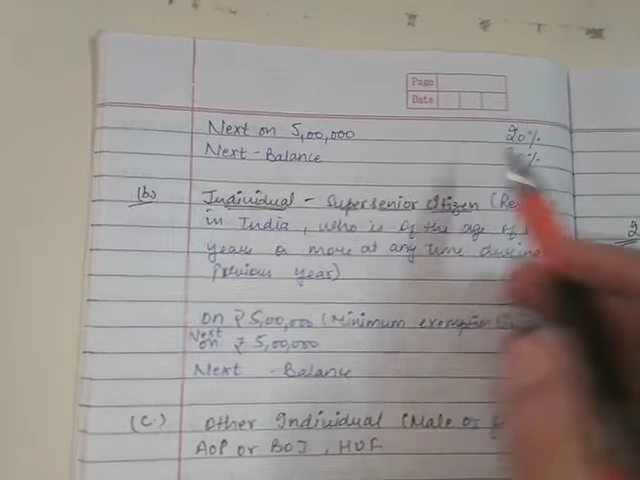 Page
Date
Next on 5,00,000 20%
Next - Balance %.
(b) Individual - Supersenior Citizen (Re
in India, who is of the age of
years or more at any time during
Previous year)
on ₹ 5,00,000 (Minimum
Next on ₹ 5,00,000
Next - Balance
(C.) Other Individual (Male or
AOP or BOI, HUF